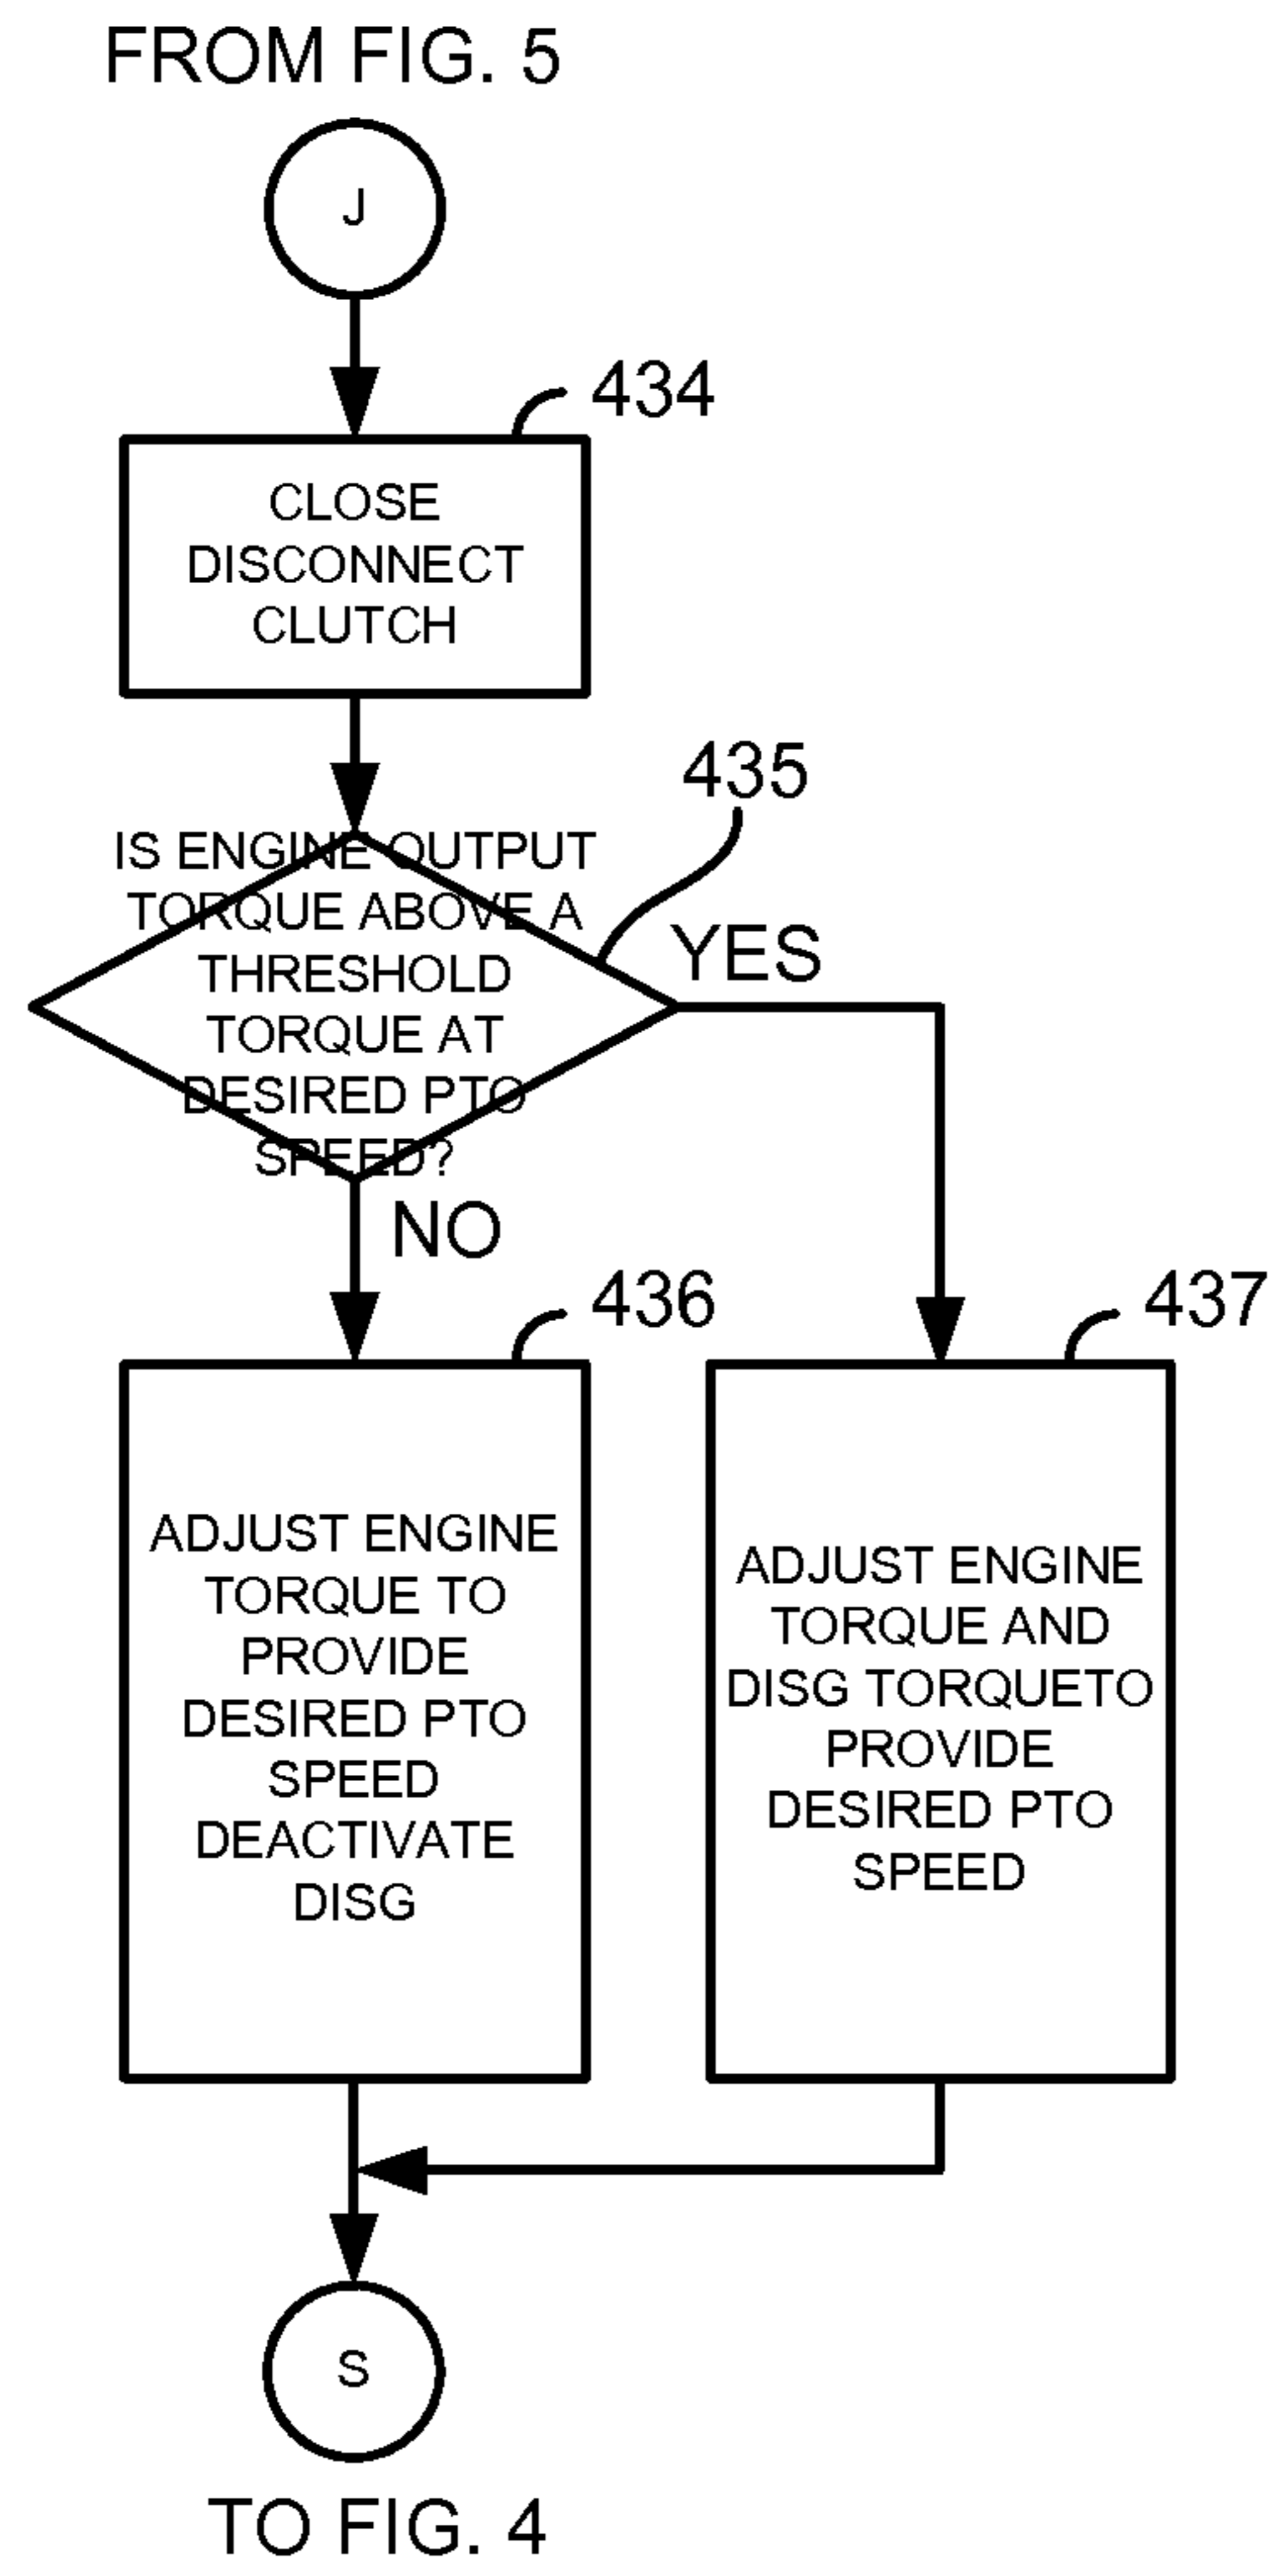 FROM FIG. 5
J
434
CLOSE
DISCONNECT
CLUTCH
435
IS ENGINE OUTPUT
TORQUE ABOVE A
THRESHOLD
TORQUE AT
DESIRED PTO
SPEED?
YES
NO
436
ADJUST ENGINE
TORQUE TO
PROVIDE
DESIRED PTO
SPEED
DEACTIVATE
DISG
437
ADJUST ENGINE
TORQUE AND
DISG TORQUETO
PROVIDE
DESIRED PTO
SPEED
S
TO FIG. 4